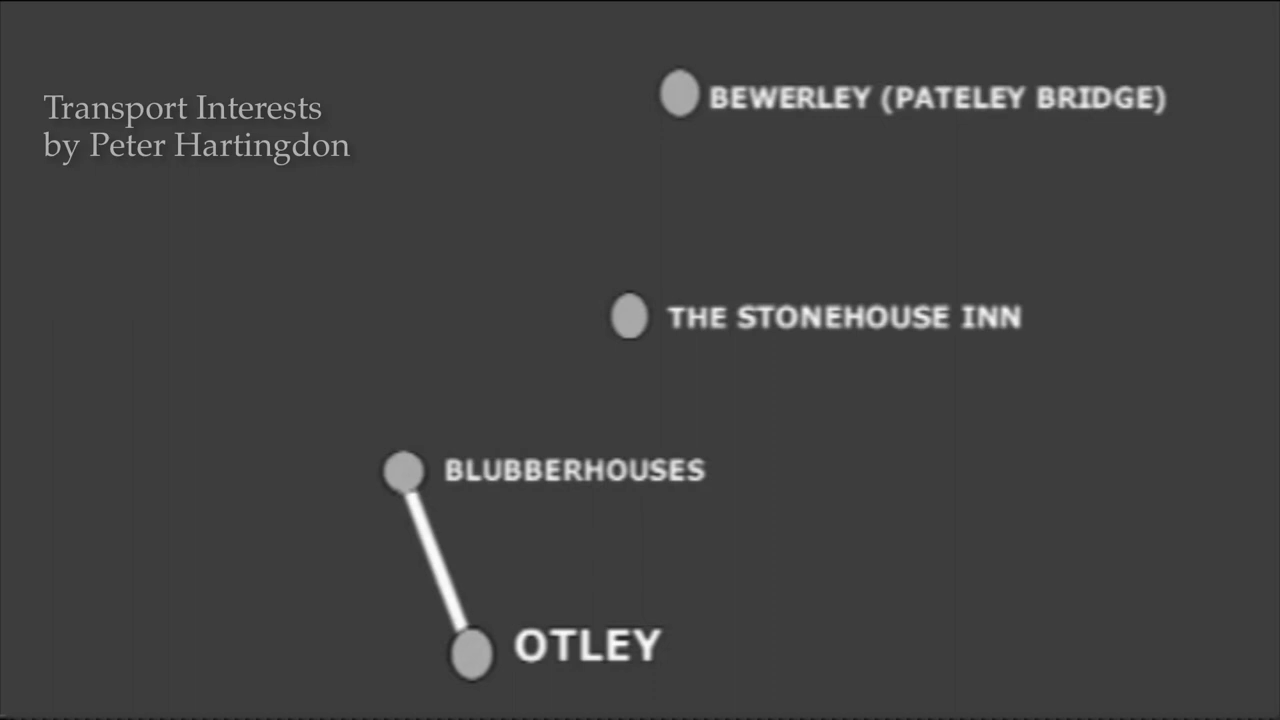 Transport Interests
by Peter Hartingdon
BEWERLEY (PATELEY BRIDGE)
THE STONEHOUSE INN
BLUBBERHOUSES
OTLEY